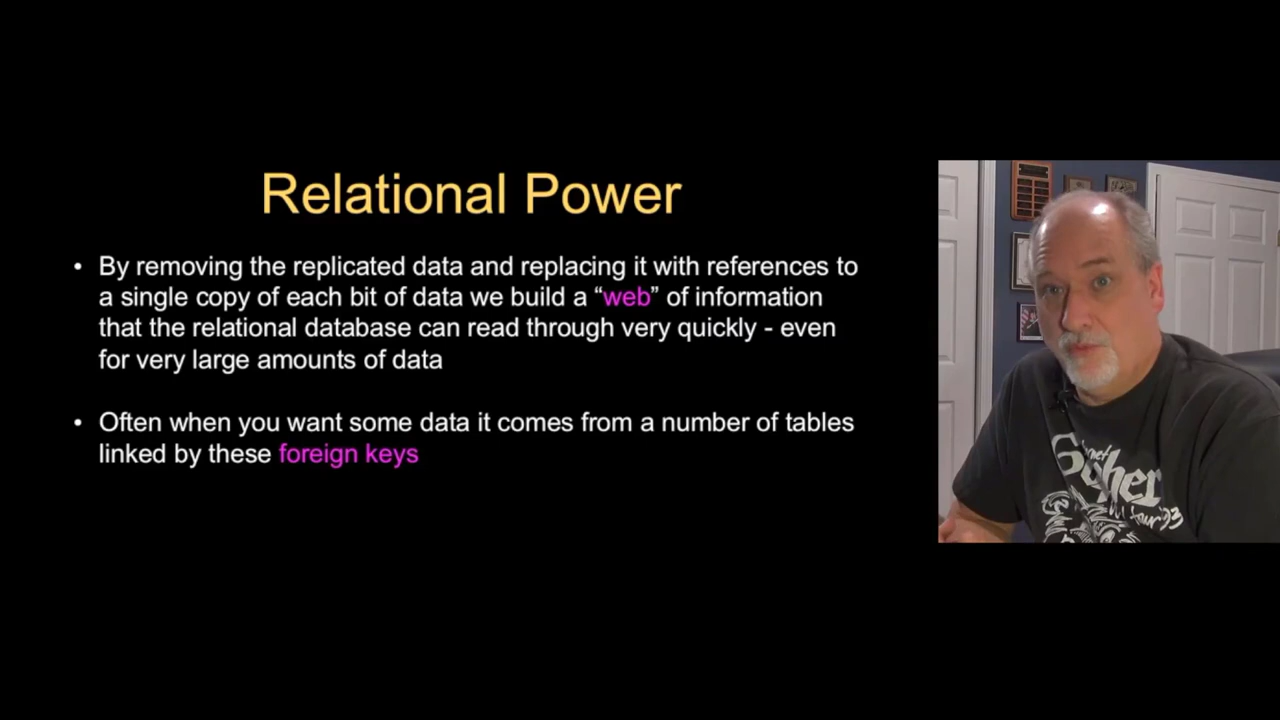 Relational Power
• By removing the replicated data and replacing it with references to
a single copy of each bit of data we build a “web” of information
that the relational database can read through very quickly - even
for very large amounts of data
• Often when you want some data it comes from a number of tables
linked by these foreign keys